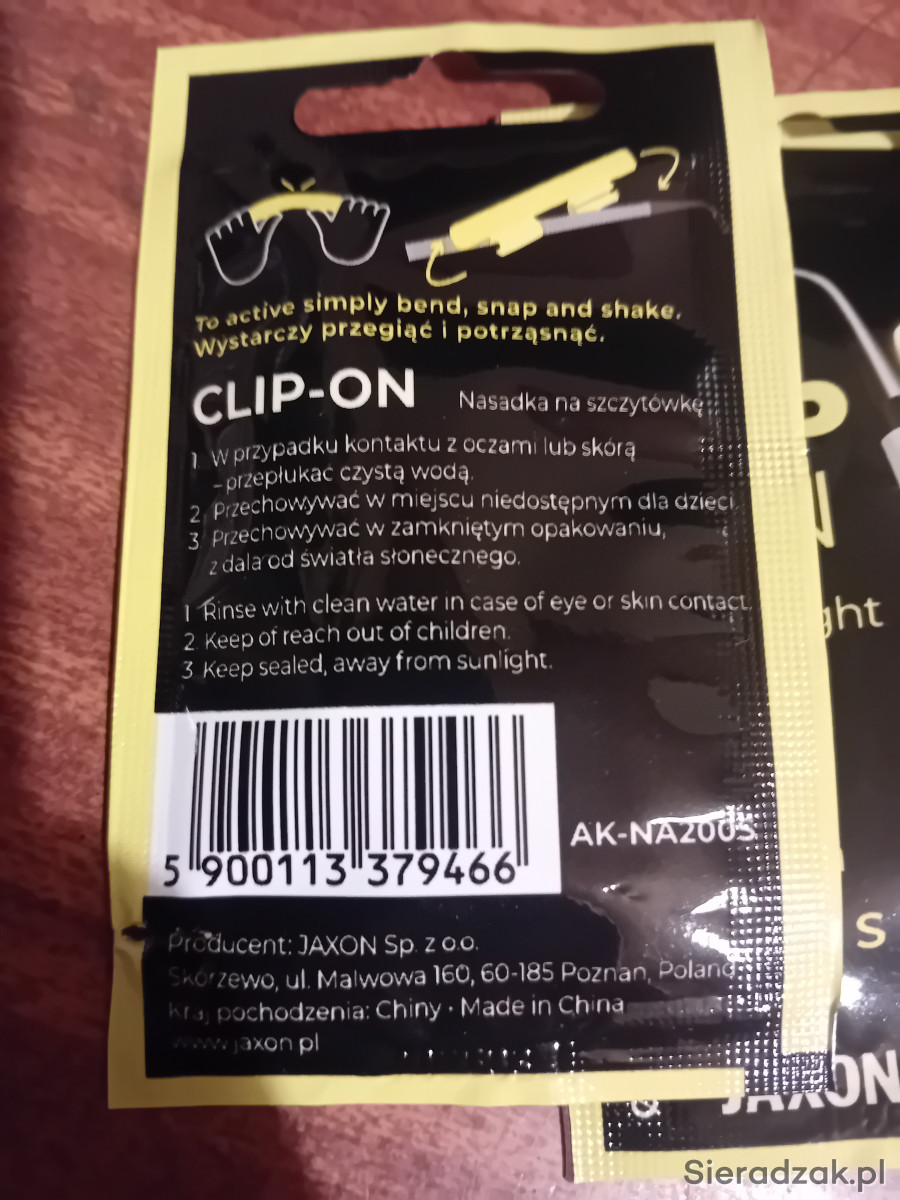 To active simply bend, snap and shake.
Wystarczy przegiąć i potrząsnąć.
CLIP-ON Nasadka na szczytówkę
1 W przypadku kontaktu z oczami lub skórą
- przepłukać czystą wodą.
2 Przechowywać w miejscu niedostępnym dla dzieci
3 Przechowywać w zamkniętym opakowaniu,
z dala od światła słonecznego.
1 Rinse with clean water in case of eye or skin contact.
2 Keep of reach out of children.
3 Keep sealed, away from sunlight.
5 900113 379466
AK-NA2005
Producent: JAXON Sp. z o.o.
Skórzewo, ul. Malwowa 160, 60-185 Poznan, Poland
Kraj pochodzenia: Chiny · Made in China
www.jaxon.pl
S
JAXON
Sieradzak.pl